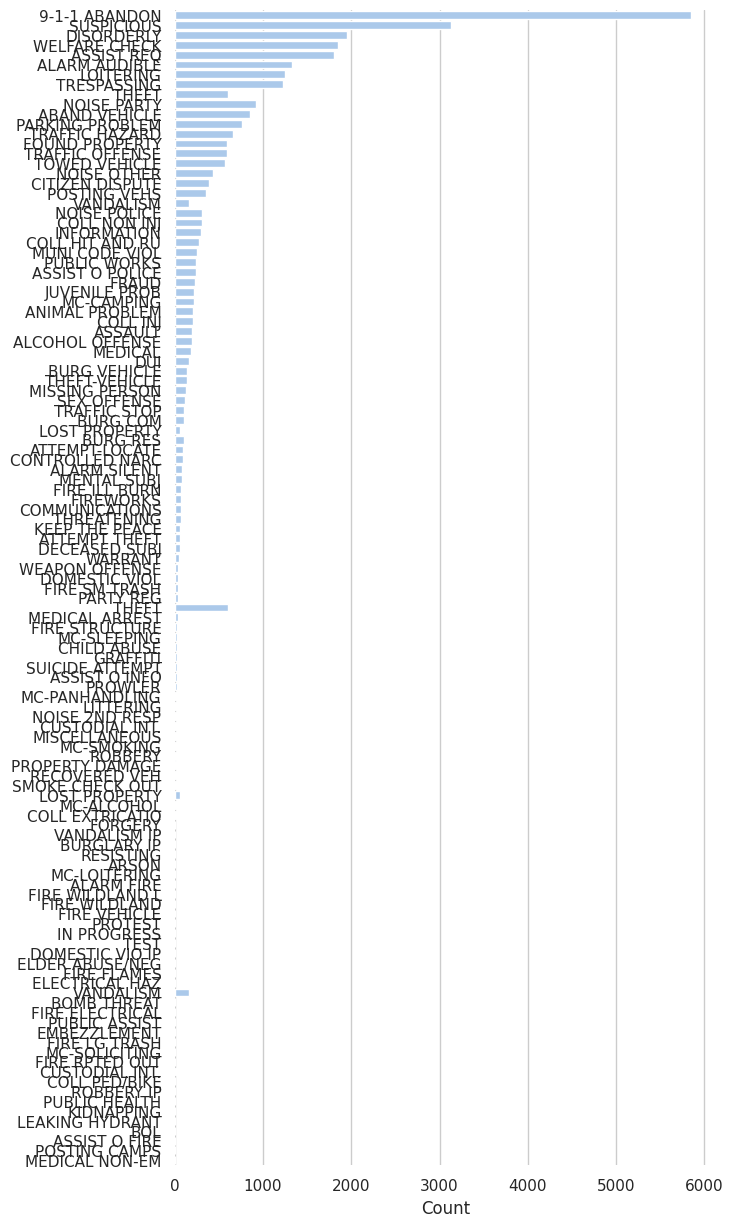 9-1-1 ABANDON
SUSPICIOUS
DISORDERLY
WELFARE CHECK
ASSIST REQ
ALARM AUDIBLE
LOITERING
TRESPASSING
THEFT
NOISE PARTY
ABAND VEHICLE
PARKING PROBLEM
TRAFFIC HAZARD
FOUND PROPERTY
TRAFFIC OFFENSE
TOWED VEHICLE
NOISE OTHER
CITIZEN DISPUTE
POSTING VEHS
VANDALISM
NOISE POLICE
COLL NON INJ
INFORMATION
COLL HIT AND RU
MUNI CODE VIOL
PUBLIC WORKS
ASSIST O POLICE
FRAUD
JUVENILE PROB
MC-CAMPING
ANIMAL PROBLEM
COLL INJ
ASSAULT
ALCOHOL OFFENSE
MEDICAL
DUI
BURG VEHICLE
THEFT-VEHICLE
MISSING PERSON
SEX OFFENSE
TRAFFIC STOP
BURG COM
LOST PROPERTY
BURG RES
ATTEMPT-LOCATE
CONTROLLED NARC
ALARM SILENT
MENTAL SUBJ
FIRE ILL BURN
FIREWORKS
COMMUNICATIONS
THREATENING
KEEP THE PEACE
ATTEMPT THEFT
DECEASED SUBJ
WARRANT
WEAPON OFFENSE
DOMESTIC VIOL
FIRE SM TRASH
PARTY REG
THEFT
MEDICAL ARREST
FIRE STRUCTURE
MC-SLEEPING
CHILD ABUSE
GRAFFITI
SUICIDE ATTEMPT
ASSIST O INFO
PROWLER
MC-PANHANDLING
LITTERING
NOISE 2ND RESP
CUSTODIAL INT.
MISCELLANEOUS
MC-SMOKING
ROBBERY
PROPERTY DAMAGE
RECOVERED VEH
SMOKE CHECK OUT
LOST PROPERTY
MC-ALCOHOL
COLL EXTRICATIO
FORGERY
VANDALISM IP
BURGLARY IP
RESISTING
ARSON
MC-LOITERING
ALARM FIRE
FIRE WILDLAND L
FIRE WILDLAND
FIRE VEHICLE
PROTEST
IN PROGRESS
TEST
DOMESTIC VIO IP
ELDER ABUSE/NEG
FIRE FLAMES
ELECTRICAL HAZ
VANDALISM
BOMB THREAT
FIRE ELECTRICAL
PUBLIC ASSIST
EMBEZZLEMENT
FIRE LG TRASH
MC-SOLICITING
FIRE RPTED OUT
CUSTODIAL INT.
COLL PED/BIKE
ROBBERY IP
PUBLIC HEALTH
KIDNAPPING
LEAKING HYDRANT
BOL
ASSIST O FIRE
POSTING CAMPS
MEDICAL NON-EM
0 1000 2000 3000 4000 5000 6000
Count